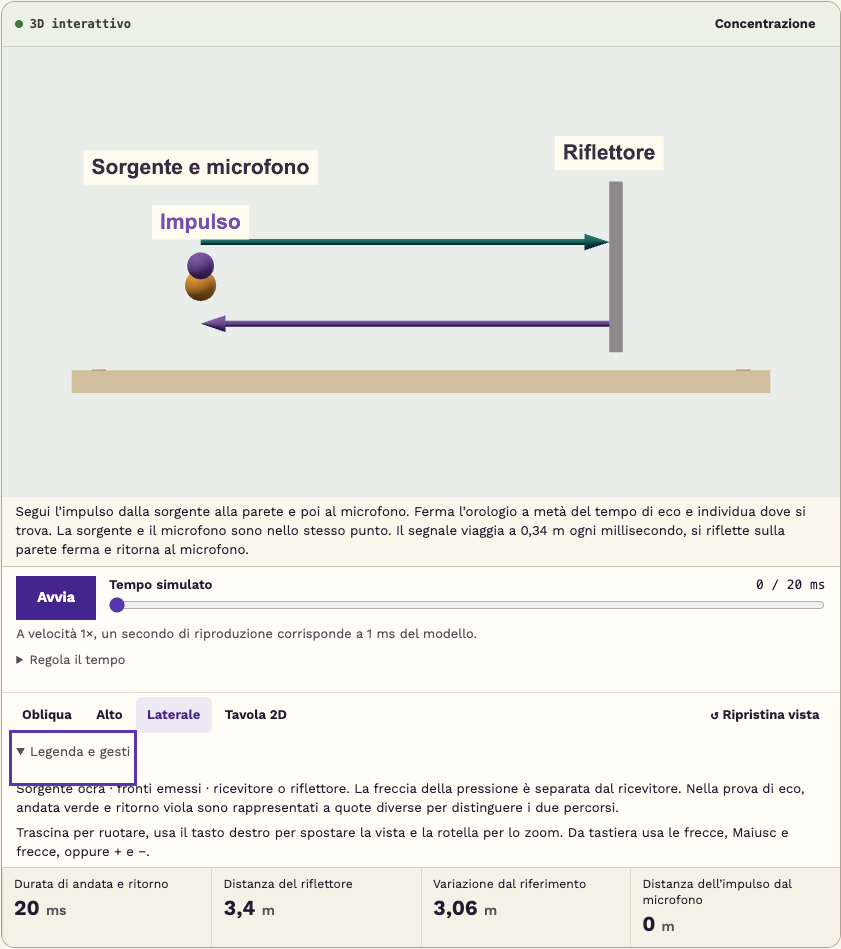 3D interattivo
Concentrazione
Sorgente e microfono
Riflettore
Impulso
Segui l’impulso dalla sorgente alla parete e poi al microfono. Ferma l’orologio a metà del tempo di eco e individua dove si
trova. La sorgente e il microfono sono nello stesso punto. Il segnale viaggia a 0,34 m ogni millisecondo, si riflette sulla
parete ferma e ritorna al microfono.
Avvia
Tempo simulato
0 / 20 ms
A velocità 1×, un secondo di riproduzione corrisponde a 1 ms del modello.
▶ Regola il tempo
Obliqua Alto Laterale Tavola 2D
↺ Ripristina vista
▼ Legenda e gesti
Sorgente ocra · fronti emessi · ricevitore o riflettore. La freccia della pressione è separata dal ricevitore. Nella prova di eco,
andata verde e ritorno viola sono rappresentati a quote diverse per distinguere i due percorsi.
Trascina per ruotare, usa il tasto destro per spostare la vista e la rotella per lo zoom. Da tastiera usa le frecce, Maiusc e
frecce, oppure + e −.
Durata di andata e ritorno
20 ms
Distanza del riflettore
3,4 m
Variazione dal riferimento
3,06 m
Distanza dell’impulso dal
microfono
0 m